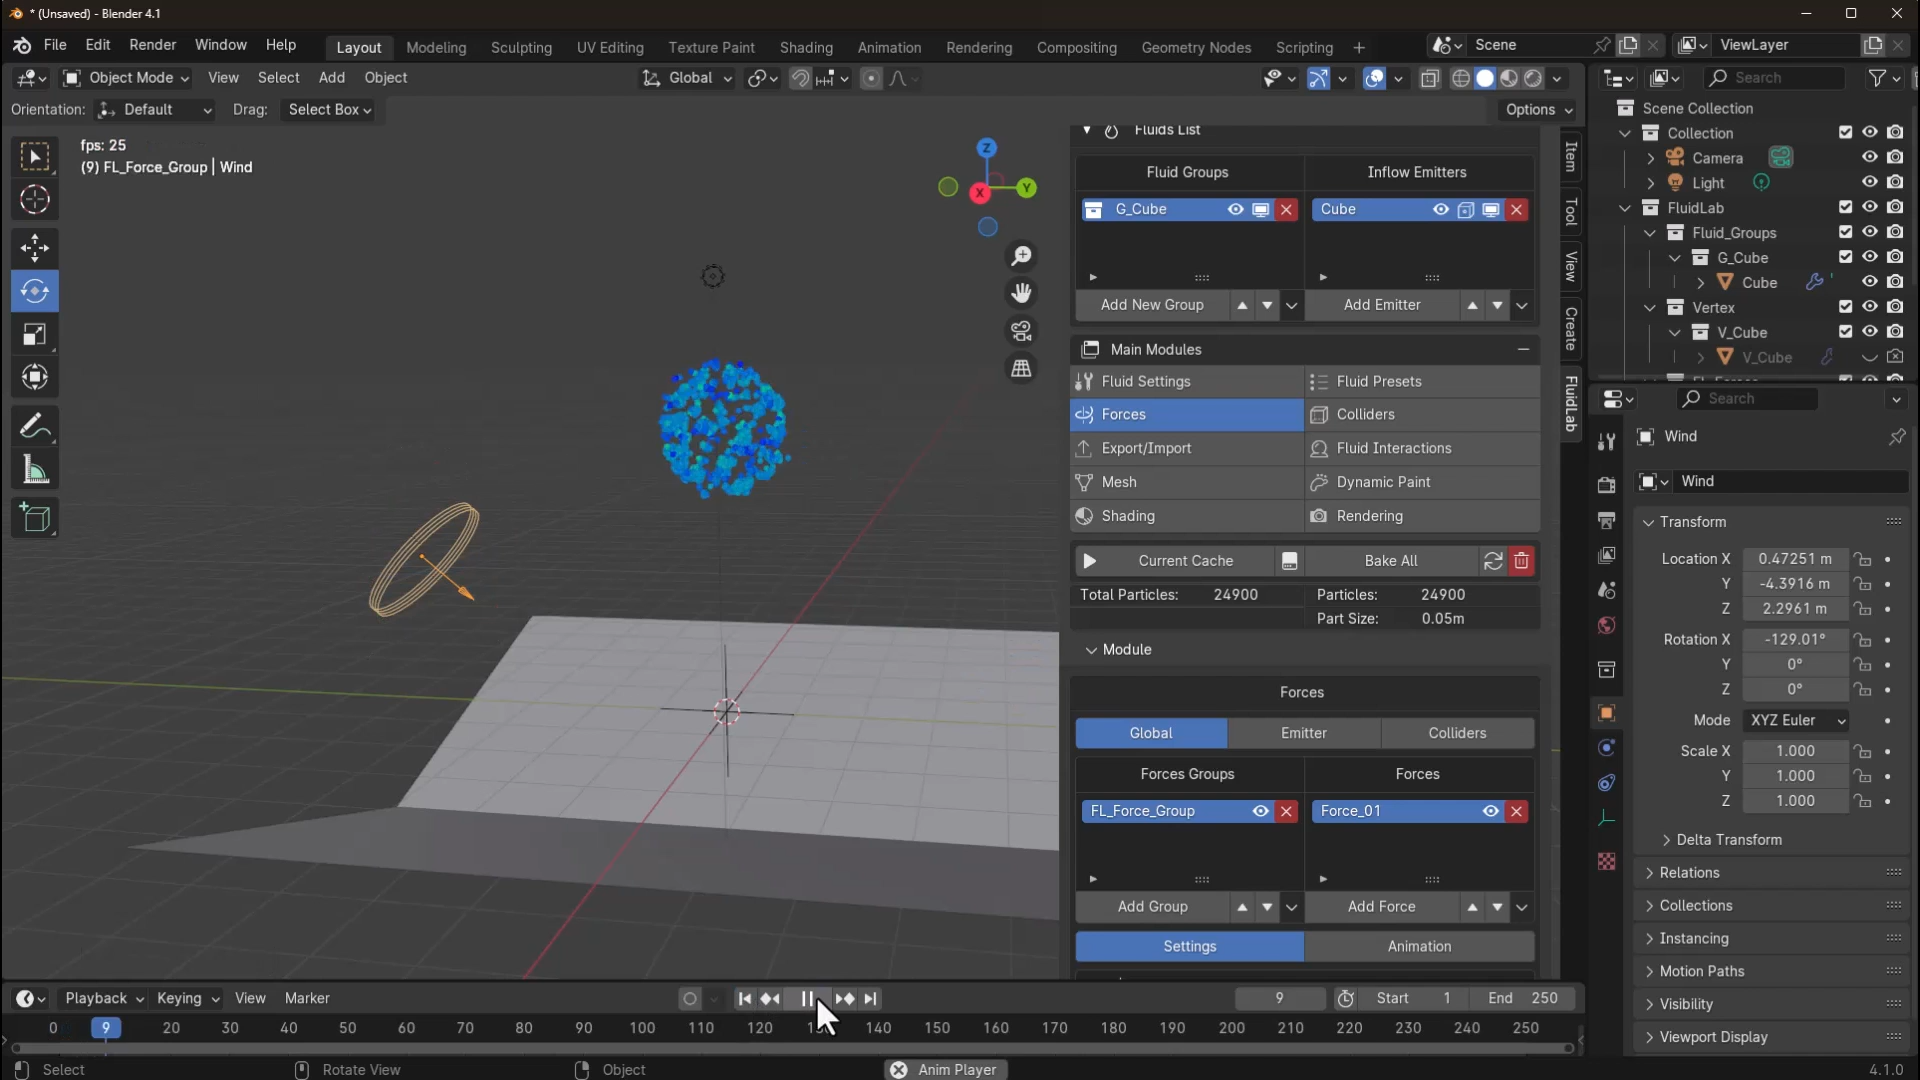 * (Unsaved) - Blender 4.1
File Edit Render Window Help Layout Modeling Sculpting UV Editing Texture Paint Shading Animation Rendering Compositing Geometry Nodes Scripting + Scene ViewLayer
Object Mode View Select Add Object Global Search
Orientation: Default Drag: Select Box Options
fps: 25
(9) FL_Force_Group | Wind
Z
Y
X
Fluids List
Fluid Groups Inflow Emitters
G_Cube Cube
Add New Group Add Emitter
Main Modules
Fluid Settings Fluid Presets
Forces Colliders
Export/Import Fluid Interactions
Mesh Dynamic Paint
Shading Rendering
Current Cache Bake All
Total Particles: 24900 Particles: 24900
Part Size: 0.05m
Module
Forces
Global Emitter Colliders
Forces Groups Forces
FL_Force_Group Force_01
Add Group Add Force
Settings Animation
Item
Tool
View
Create
FluidLab
Scene Collection
Collection
Camera
Light
FluidLab
Fluid_Groups
G_Cube
Cube
Vertex
V_Cube
V_Cube
Search
Wind
Wind
Transform
Location X 0.47251 m
Y -4.3916 m
Z 2.2961 m
Rotation X -129.01°
Y 0°
Z 0°
Mode XYZ Euler
Scale X 1.000
Y 1.000
Z 1.000
Delta Transform
Relations
Collections
Instancing
Motion Paths
Visibility
Viewport Display
Playback Keying View Marker 9 Start 1 End 250
0 9 20 30 40 50 60 70 80 90 100 110 120 140 150 160 170 180 190 200 210 220 230 240 250
Select Rotate View Object Anim Player 4.1.0